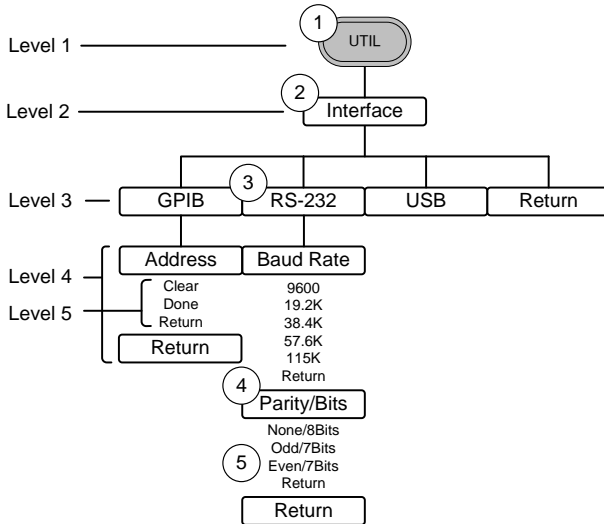 1
Level 1
UTIL
2
Level 2
Interface
3
Level 3
GPIB
RS-232
USB
Return
Level 4
Address
Baud Rate
Level 5
Clear
Done
Return
Return
9600
19.2K
38.4K
57.6K
115K
Return
4
Parity/Bits
None/8Bits
Odd/7Bits
5
Even/7Bits
Return
Return